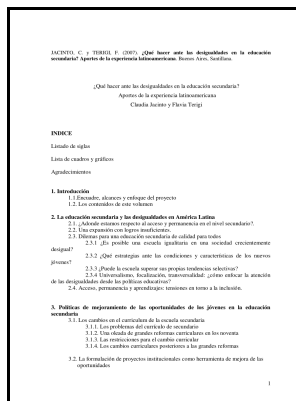 JACINTO, C. y TERIGI, F. (2007). ¿Qué hacer ante las desigualdades en la educación
secundaria? Aportes de la experiencia latinoamericana. Buenos Aires, Santillana.
¿Qué hacer ante las desigualdades en la educación secundaria?
Aportes de la experiencia latinoamericana
Claudia Jacinto y Flavia Terigi
INDICE
Listado de siglas
Lista de cuadros y gráficos
Agradecimientos
1. Introducción
1.1.Encuadre, alcances y enfoque del proyecto
1.2. Los contenidos de este volumen
2. La educación secundaria y las desigualdades en América Latina
2.1. ¿Adónde estamos respecto al acceso y permanencia en el nivel secundario?.
2.2. Una expansión con logros insuficientes.
2.3. Dilemas para una educación secundaria de calidad para todos
2.3.1 ¿Es posible una escuela igualitaria en una sociedad crecientemente
desigual?
2.3.2 ¿Qué estrategias ante las condiciones y características de los nuevos
jóvenes?
2.3.3 ¿Puede la escuela superar sus propias tendencias selectivas?
2.3.4 Universalismo, focalización, transversalidad: ¿cómo enfocar la atención
de las desigualdades desde las políticas educativas?
2.4. Acceso, permanencia y aprendizajes: tensiones en torno a la inclusión.
3. Políticas de mejoramiento de las oportunidades de los jóvenes en la educación
secundaria
3.1. Los cambios en el curriculum de la escuela secundaria
3.1.1. Los problemas del currículo de secundario
3.1.2. Una oleada de grandes reformas curriculares en los noventa
3.1.3. Las restricciones para el cambio curricular
3.1.4. Los cambios curriculares posteriores a las grandes reformas
3.2. La formulación de proyectos institucionales como herramienta de mejora de las
oportunidades
1